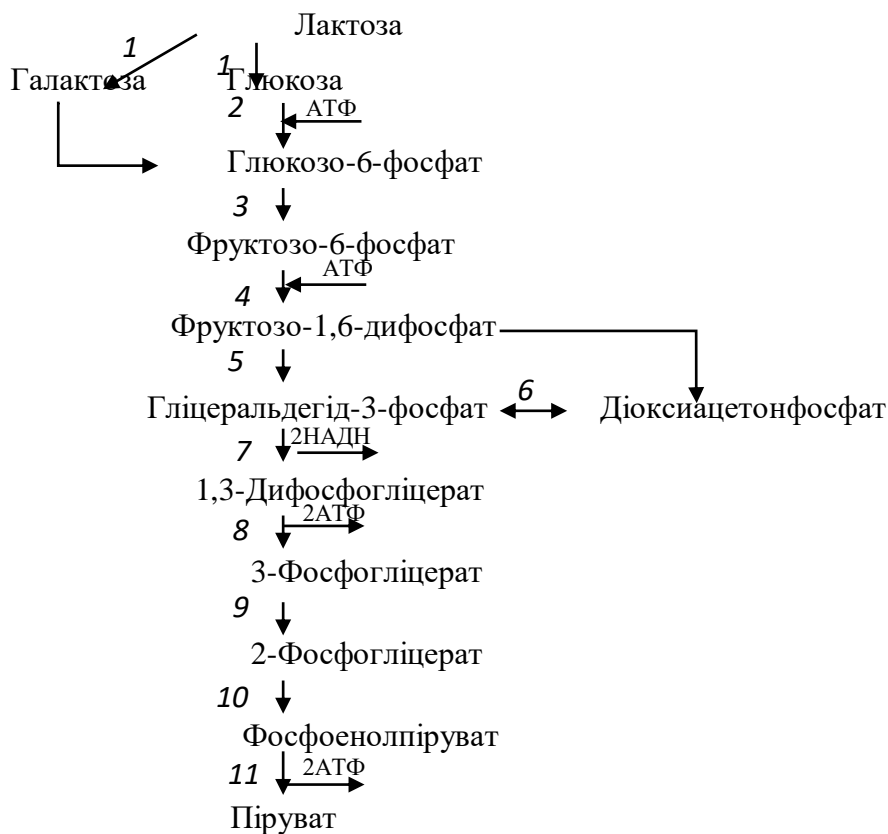 Лактоза
1
Галактоза 1 Глюкоза
2 АТФ
Глюкозо-6-фосфат
3
Фруктозо-6-фосфат
АТФ
4
Фруктозо-1,6-дифосфат
5
Гліцеральдегід-3-фосфат 6 Діоксиацетонфосфат
7 2НАДН
1,3-Дифосфогліцерат
8 2АТФ
3-Фосфогліцерат
9
2-Фосфогліцерат
10
Фосфоенолпіруват
11 2АТФ
Піруват